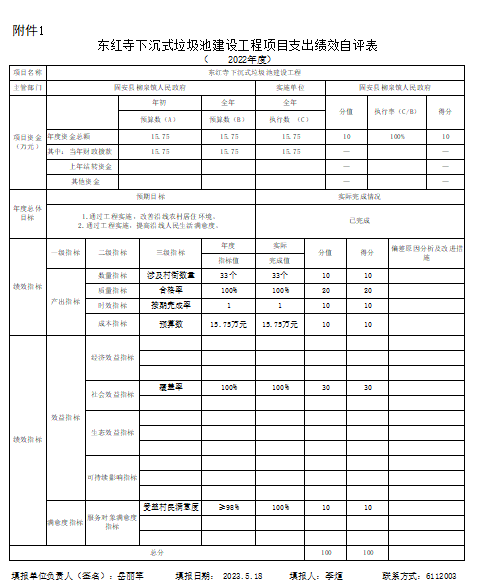 附件1
东红寺下沉式垃圾池建设工程项目支出绩效自评表
（ 2022年度）
项目名称 东红寺下沉式垃圾池建设工程
主管部门 固安县柳泉镇人民政府 实施单位 固安县柳泉镇人民政府
项目资金（万元） 年初 全年 全年 分值 执行率（C/B） 得分
预算数（A） 预算数（B） 执行数（C）
年度资金总额 15.75 15.75 15.75 10 100% 10
其中：当年财政拨款 15.75 15.75 15.75 — —
上年结转资金 — —
其他资金 — —
年度总体目标 预期目标 实际完成情况
1.通过工程实施，改善沿线农村居住环境。 已完成
2.通过工程实施，提高沿线人民生活满意度。
绩效指标 一级指标 二级指标 三级指标 年度 实际 分值 得分 偏差原因分析及改进措施
指标值 完成值
产出指标 数量指标 涉及村街数量 33个 33个 10 10
质量指标 合格率 100% 100% 20 20
时效指标 按期完成率 1 1 10 10
成本指标 预算数 15.75万元 15.75万元 10 10
绩效指标 效益指标 经济效益指标
社会效益指标 覆盖率 100% 100% 30 30
生态效益指标
可持续影响指标
满意度指标 服务对象满意度指标 受益村民满意度 ≥98% 100% 10 10
总分 100 100
填报单位负责人（签名）：岳丽军 填报日期： 2023.5.18 填报人：李烜 联系方式：6112003